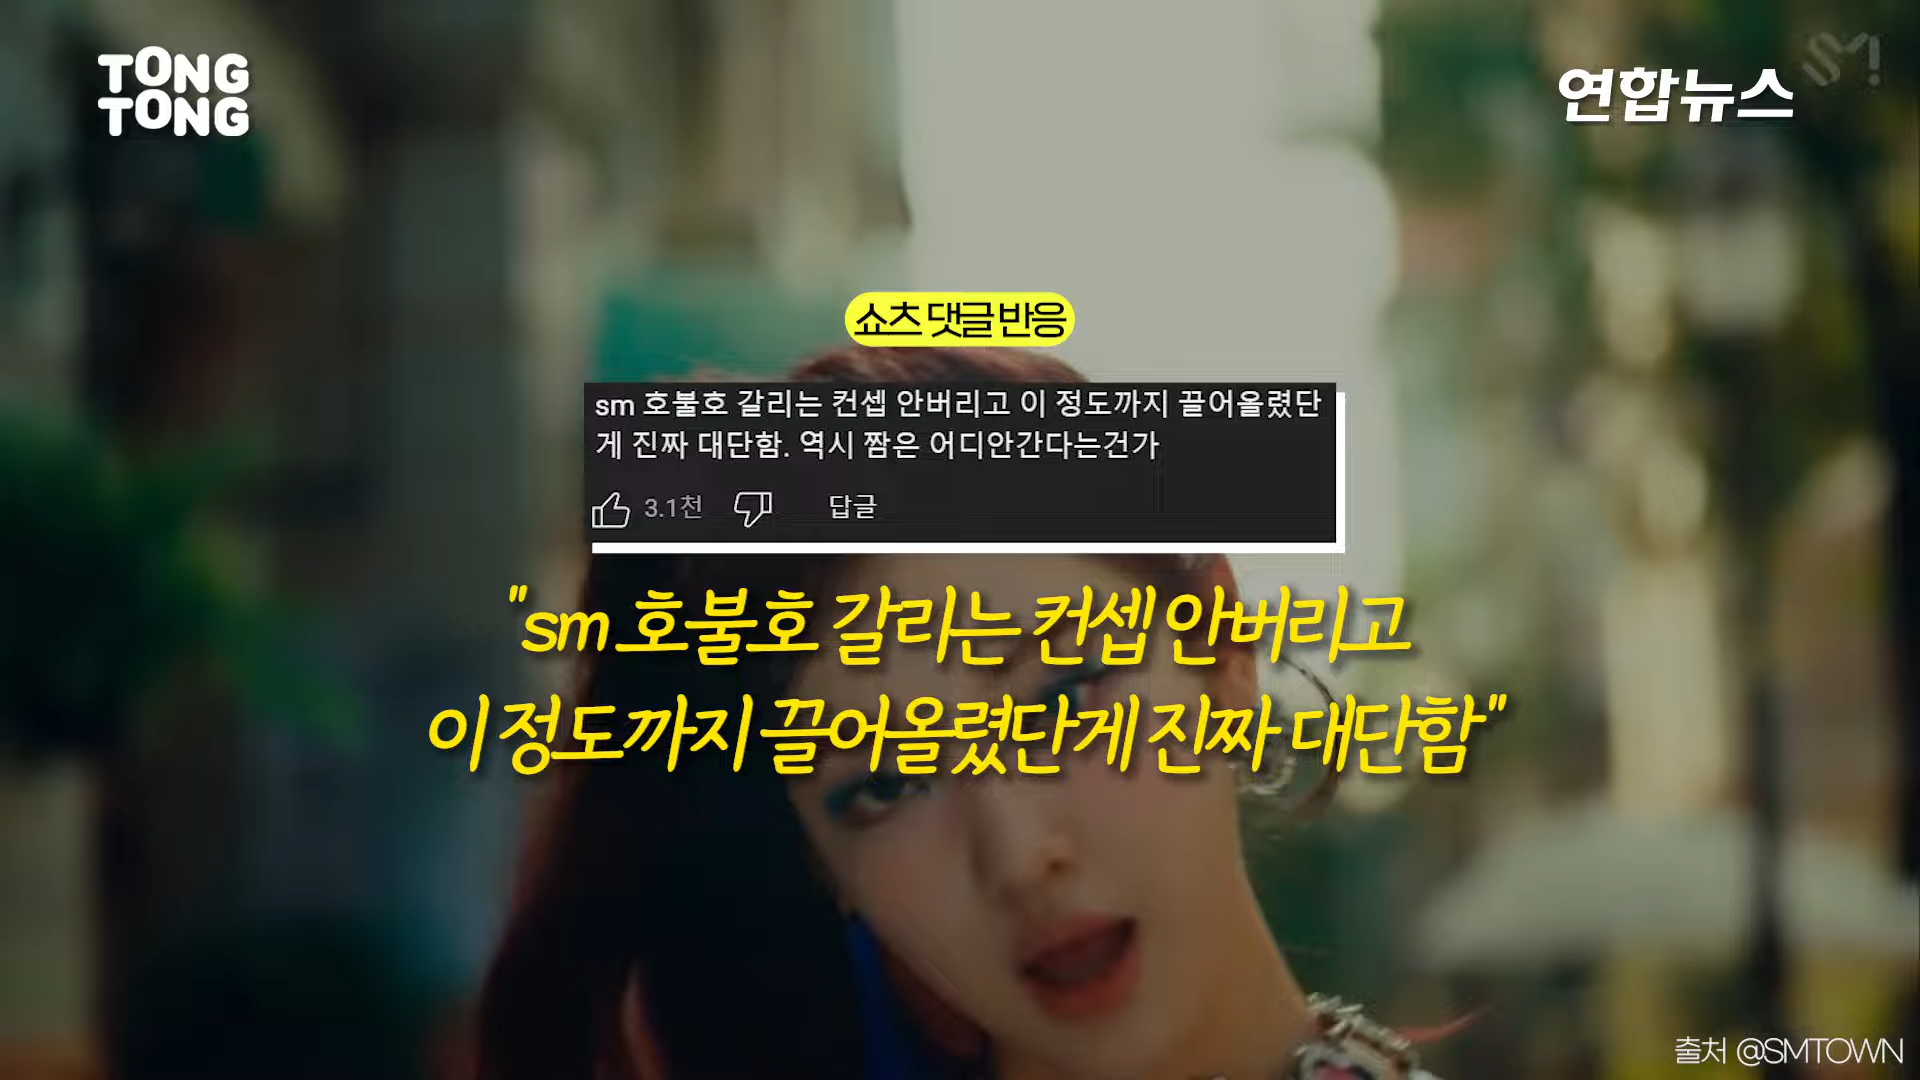 TONG
TONG
연합뉴스
SM!
쇼츠 댓글 반응
sm 호불호 갈리는 컨셉 안버리고 이 정도까지 끌어올렸단
게 진짜 대단함. 역시 짬은 어디안간다는건가
3.1천 답글
"sm 호불호 갈리는 컨셉 안버리고
이 정도까지 끌어올렸단게 진짜 대단함"
출처 @SMTOWN